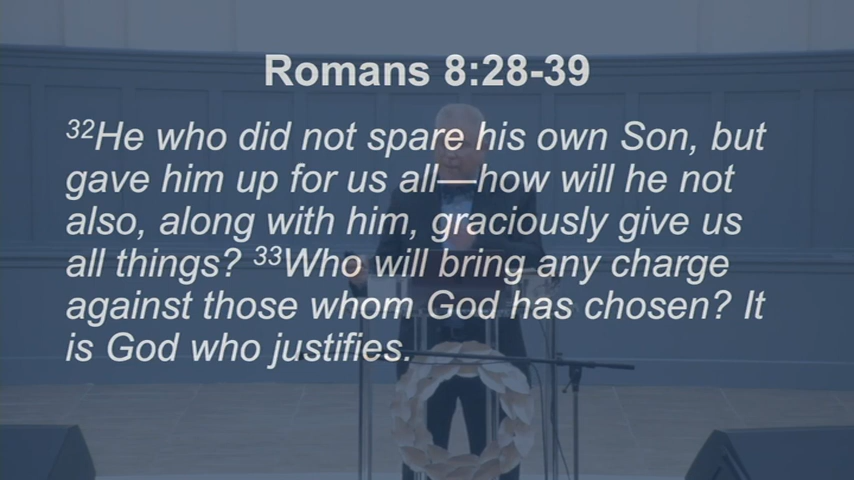 Romans 8:28-39
³²He who did not spare his own Son, but
gave him up for us all—how will he not
also, along with him, graciously give us
all things? ³³Who will bring any charge
against those whom God has chosen? It
is God who justifies.